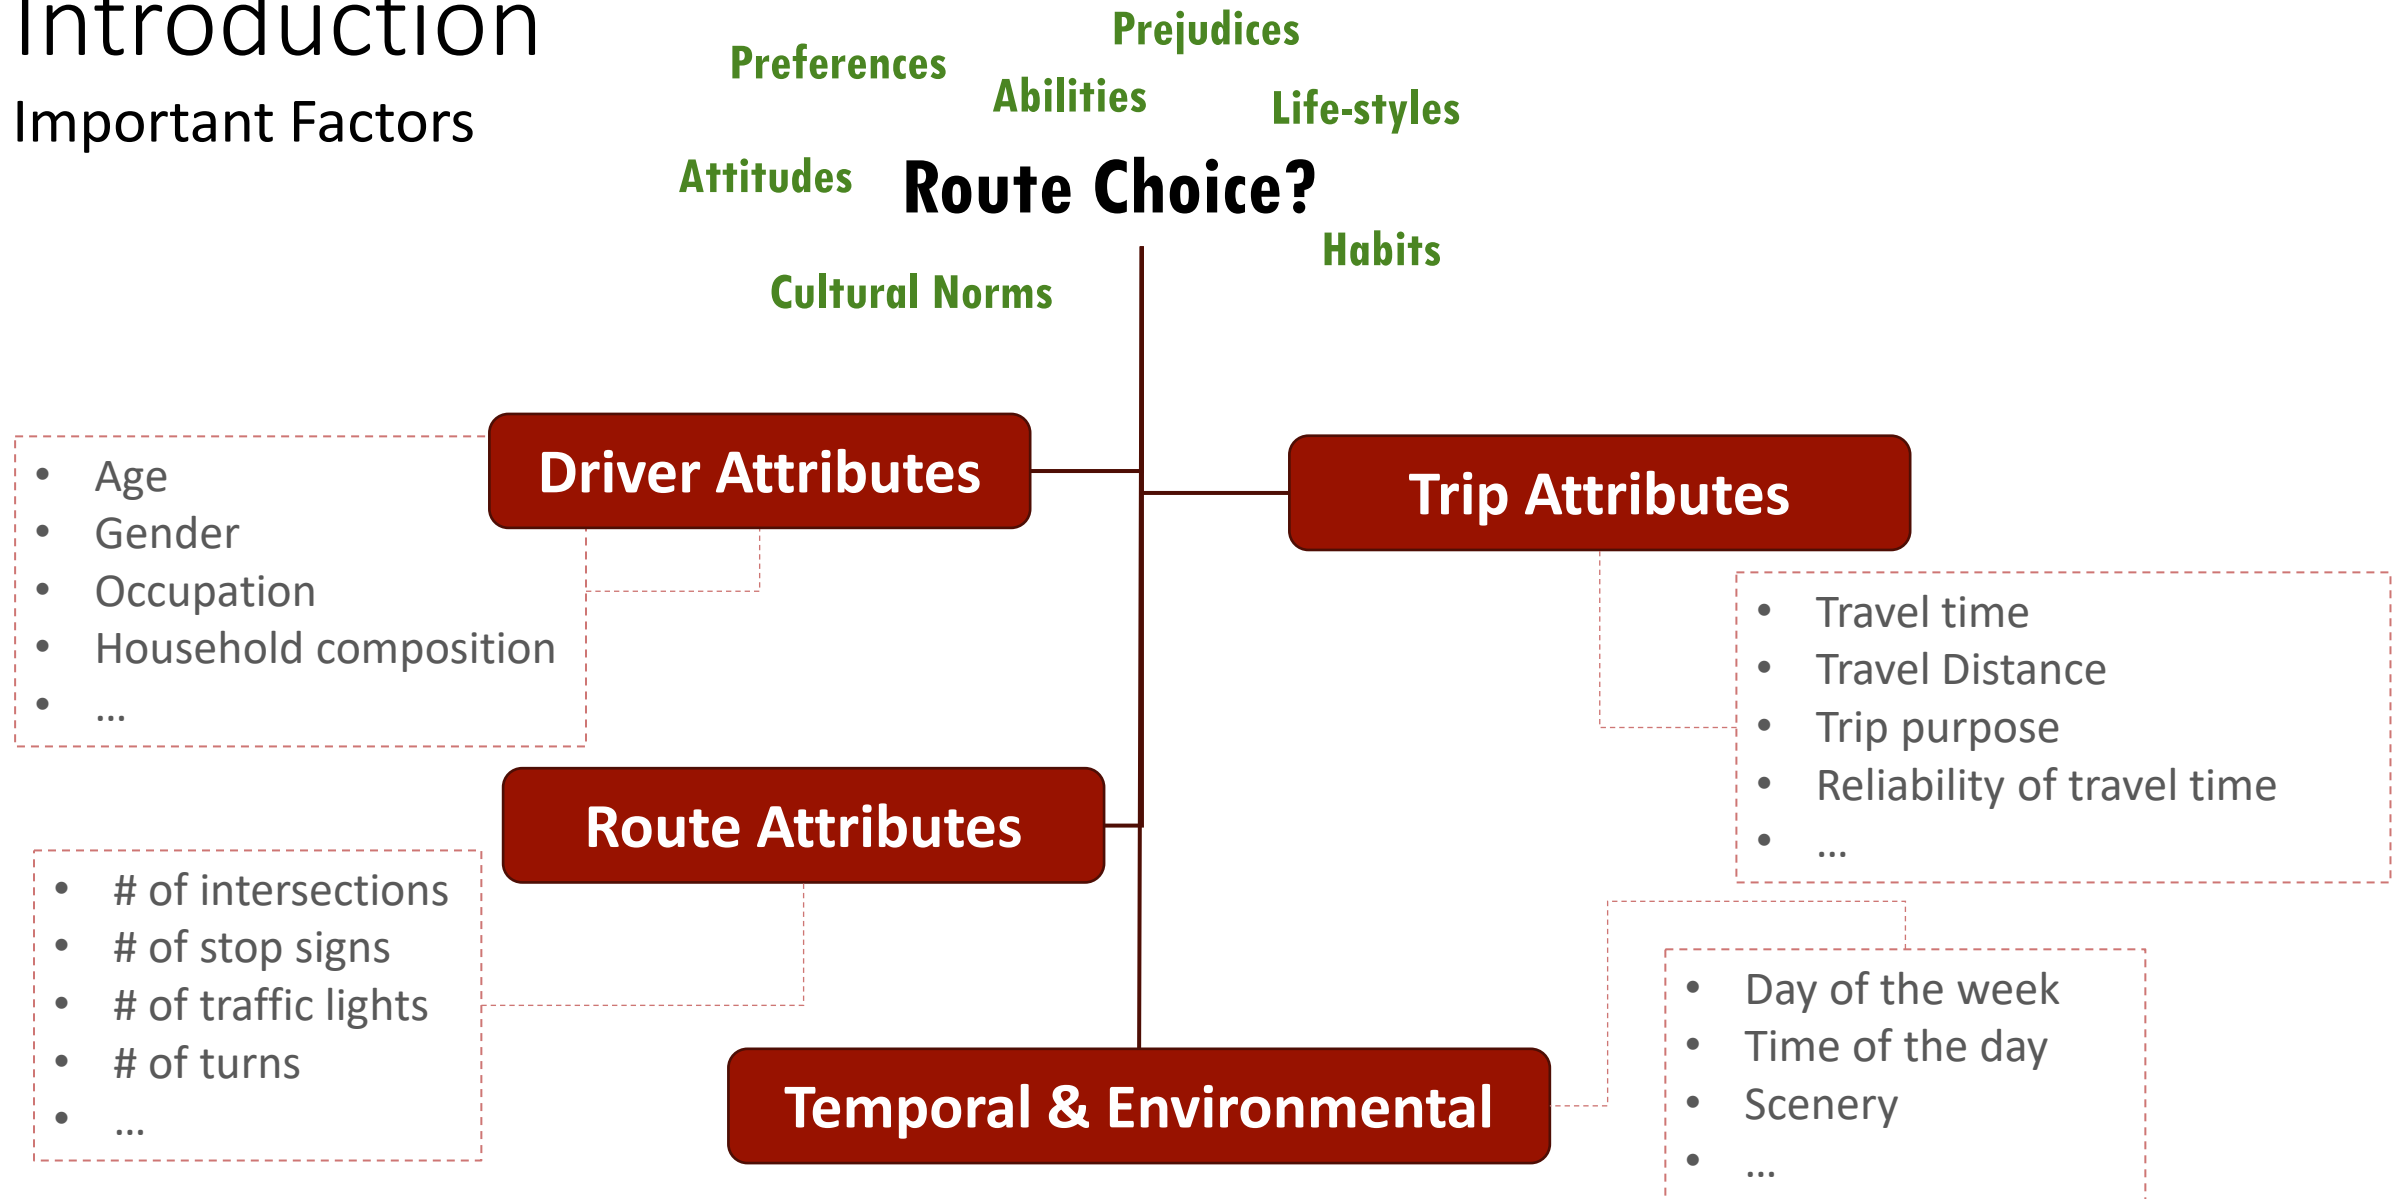 Introduction
Important Factors
Prejudices
Preferences
Abilities
Life-styles
Attitudes
Route Choice?
Habits
Cultural Norms
Driver Attributes
• Age
• Gender
• Occupation
• Household composition
• ...
Trip Attributes
• Travel time
• Travel Distance
• Trip purpose
• Reliability of travel time
• ...
Route Attributes
• # of intersections
• # of stop signs
• # of traffic lights
• # of turns
• ...
Temporal & Environmental
• Day of the week
• Time of the day
• Scenery
• ...